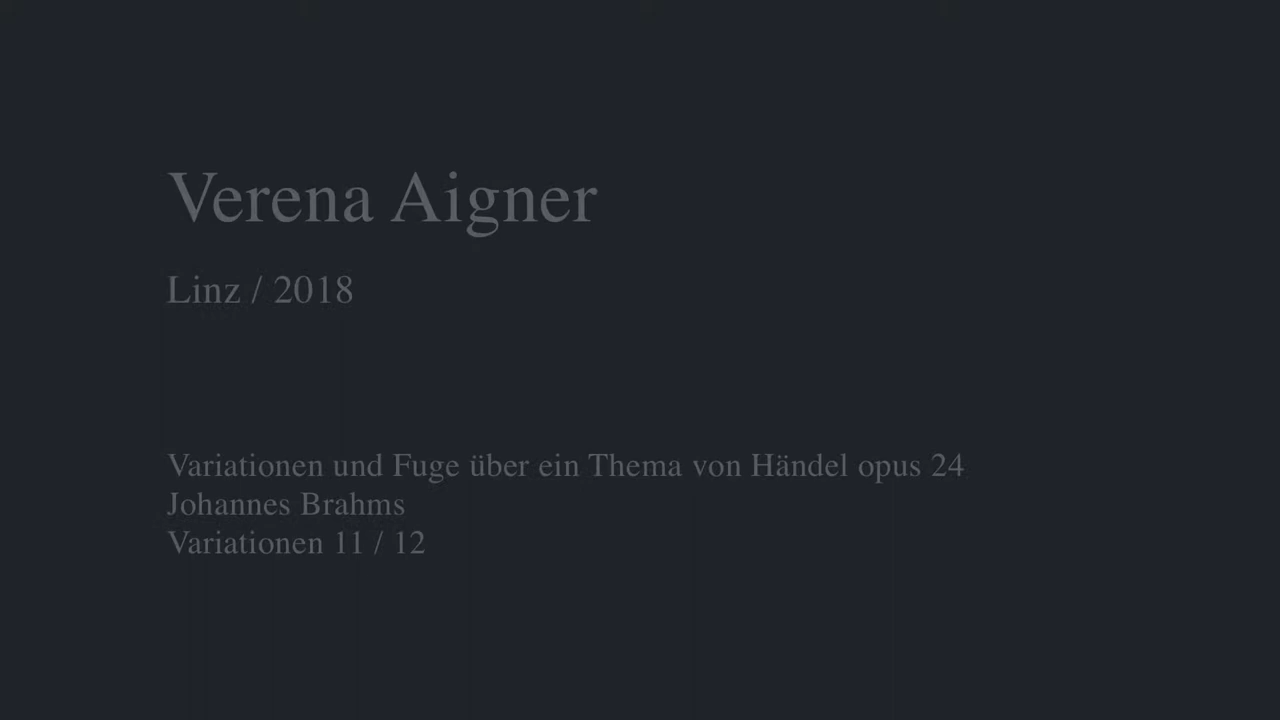 Verena Aigner
Linz / 2018
Variationen und Fuge über ein Thema von Händel opus 24
Johannes Brahms
Variationen 11 / 12